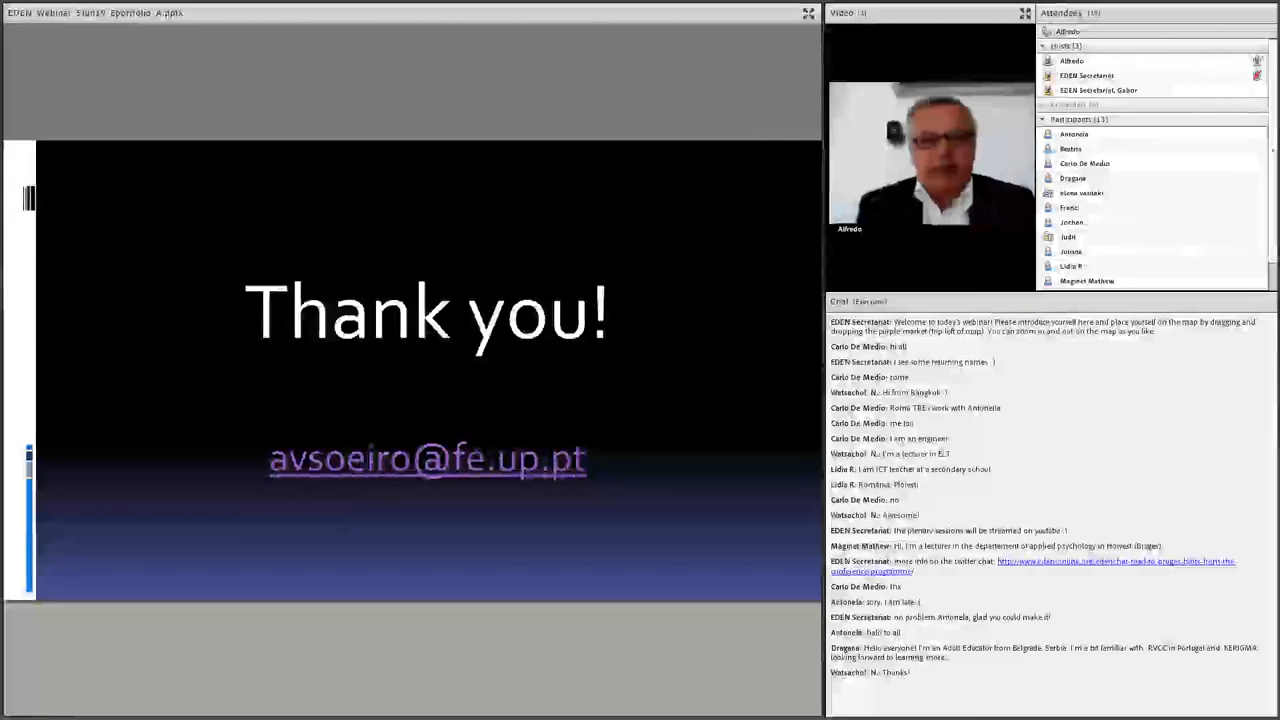 EDEN Webinar 5Jun19 Eportfolio A.pptx
Thank you!
avsoeiro@fe.up.pt
Video (1)
Alfredo
Attendees (16)
Alfredo
Hosts (3)
Alfredo
EDEN Secretariat
EDEN Secretariat, Gabor
Participants (13)
Antonela
Beatrix
Carlo De Medio
Dragana
Franci
Jochen
Judit
Juliana
Lidia R
Maginet Mathew
Chat (Everyone)
EDEN Secretariat: Welcome to today's webinar! Please introduce yourself here and place yourself on the map by dragging and
dropping the purple market (top left of map). You can zoom in and out on the map as you like.
Carlo De Medio: hi all
EDEN Secretariat: I see some returning names :)
Carlo De Medio: rome
Watsachol N.: Hi from Bangkok :)
Carlo De Medio: Roma TRE i work with Antonella
Carlo De Medio: me too
Carlo De Medio: I am an engineer
Watsachol N.: I'm a lecturer in ELT
Lidia R: I am ICT teacher at a secondary school
Lidia R: Romania, Ploiesti
Carlo De Medio: no
Watsachol N.: Awesome!
EDEN Secretariat: the plenary sessions will be streamed on youtube :)
Maginet Mathew: Hi, I'm a lecturer in the departement of applied psychology in Howest (Bruges)
EDEN Secretariat: more info on the twitter chat:
Carlo De Medio: thx
Antonela: sory, I am late :(
EDEN Secretariat: no problem Antonela, glad you could make it!
Antonela: hallo to all
Dragana: Hello everyone! I'm an Adult Educator from Belgrade, Serbia. I'm a bit familiar with RVCC in Portugal and KERIGMA.
looking forward to learning more...
Watsachol N.: Thanks!